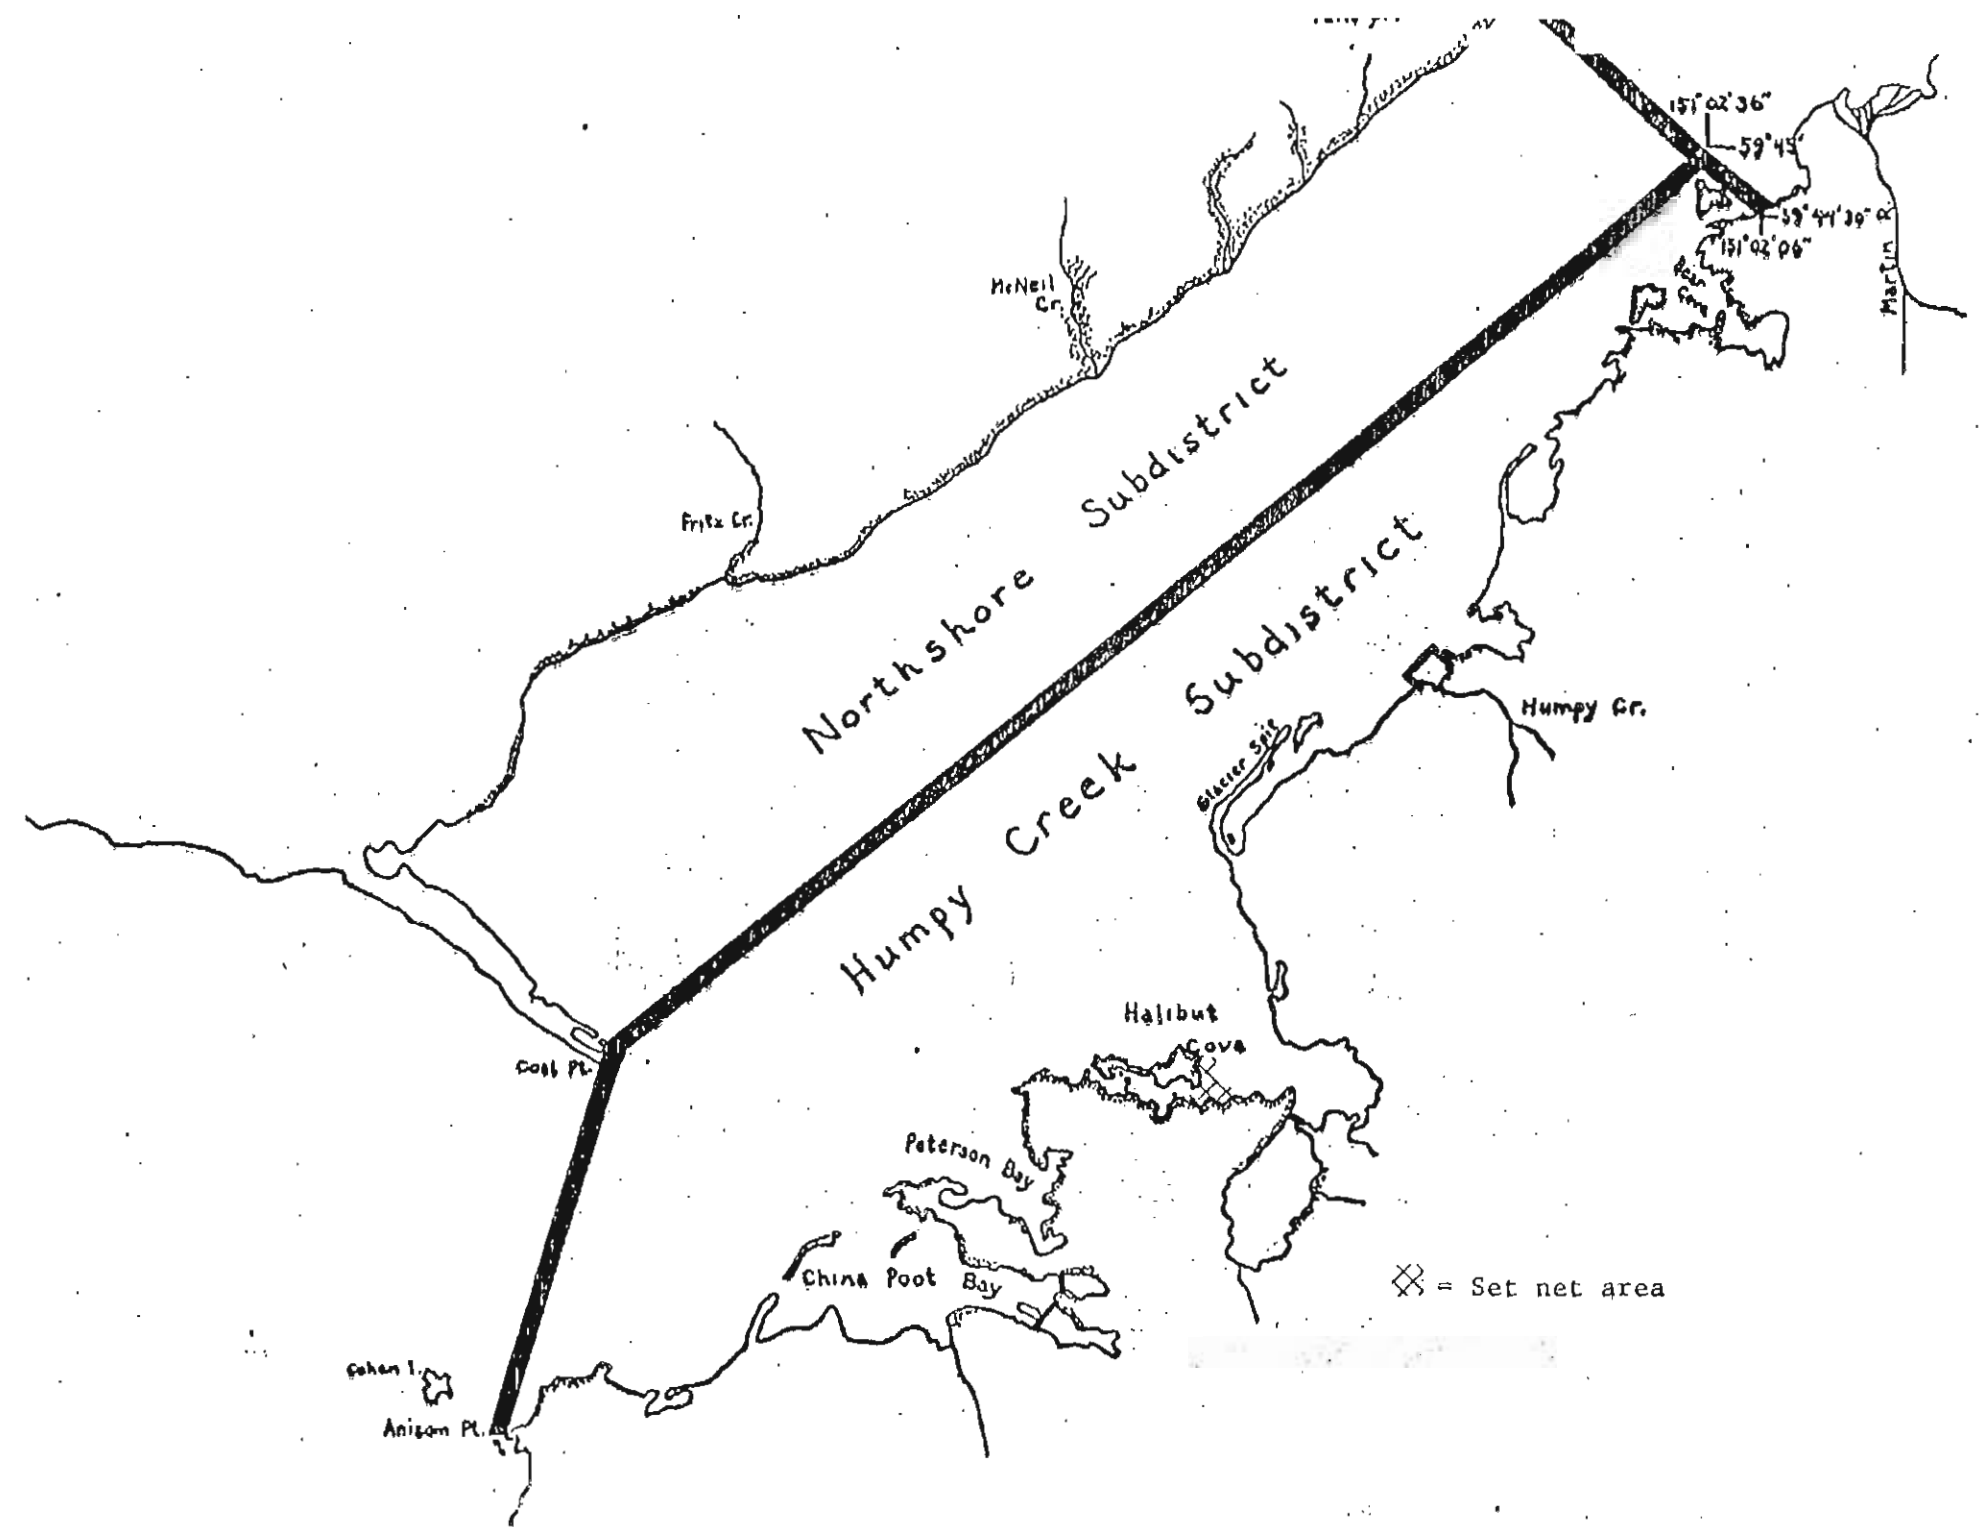 151° 02' 36"
59° 45'
59° 44' 39"
151° 02' 06"
Bear
Cove
Martin R
McNeil
Cr.
Fritz Cr.
Northshore Subdistrict
Humpy Creek Subdistrict
Humpy Cr.
Glacier Spit
Halibut
Cove
Coal Pt.
Peterson Bay
China Poot Bay
= Set net area
Cohen I.
Anisom Pt.